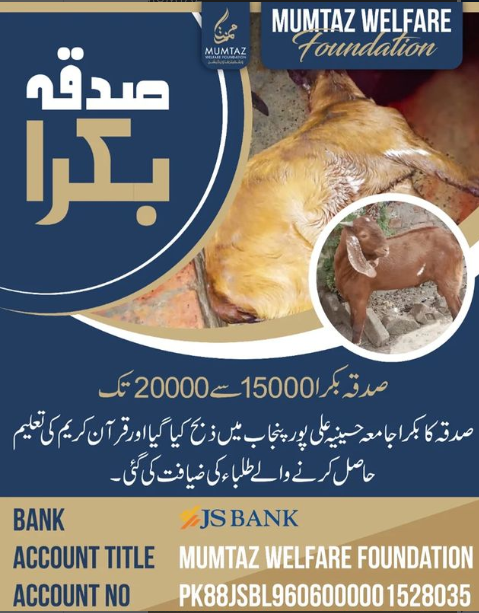 MUMTAZ WELFARE
Foundation
MUMTAZ
WELFARE FOUNDATION
صدقہ
بکرا
صدقہ بکرا 15000 سے 20000 تک
صدقہ کا بکرا جامعہ حسینیہ علی پور پنجاب میں ذبح کیا گیا اور قرآن کریم کی تعلیم
حاصل کرنے والے طلباء کی ضیافت کی گئی۔
BANK JS BANK
ACCOUNT TITLE MUMTAZ WELFARE FOUNDATION
ACCOUNT NO PK88JSBL9606000001528035